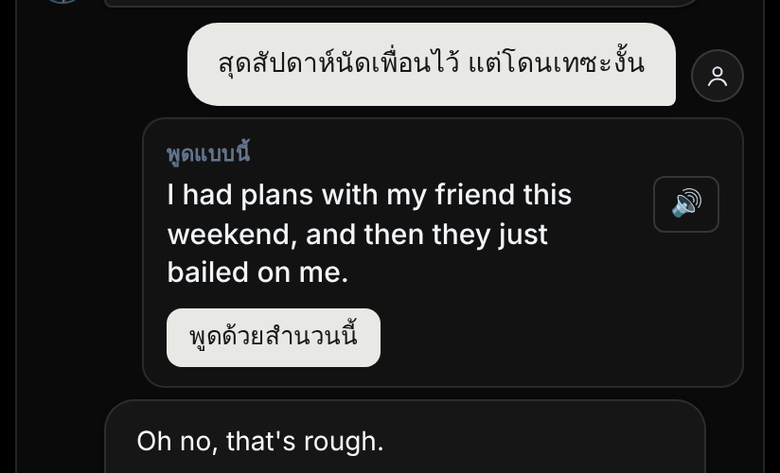 สุดสัปดาห์นัดเพื่อนไว้ แต่โดนเทซะงั้น
พูดแบบนี้
I had plans with my friend this
weekend, and then they just
bailed on me.
พูดด้วยสำนวนนี้
Oh no, that's rough.